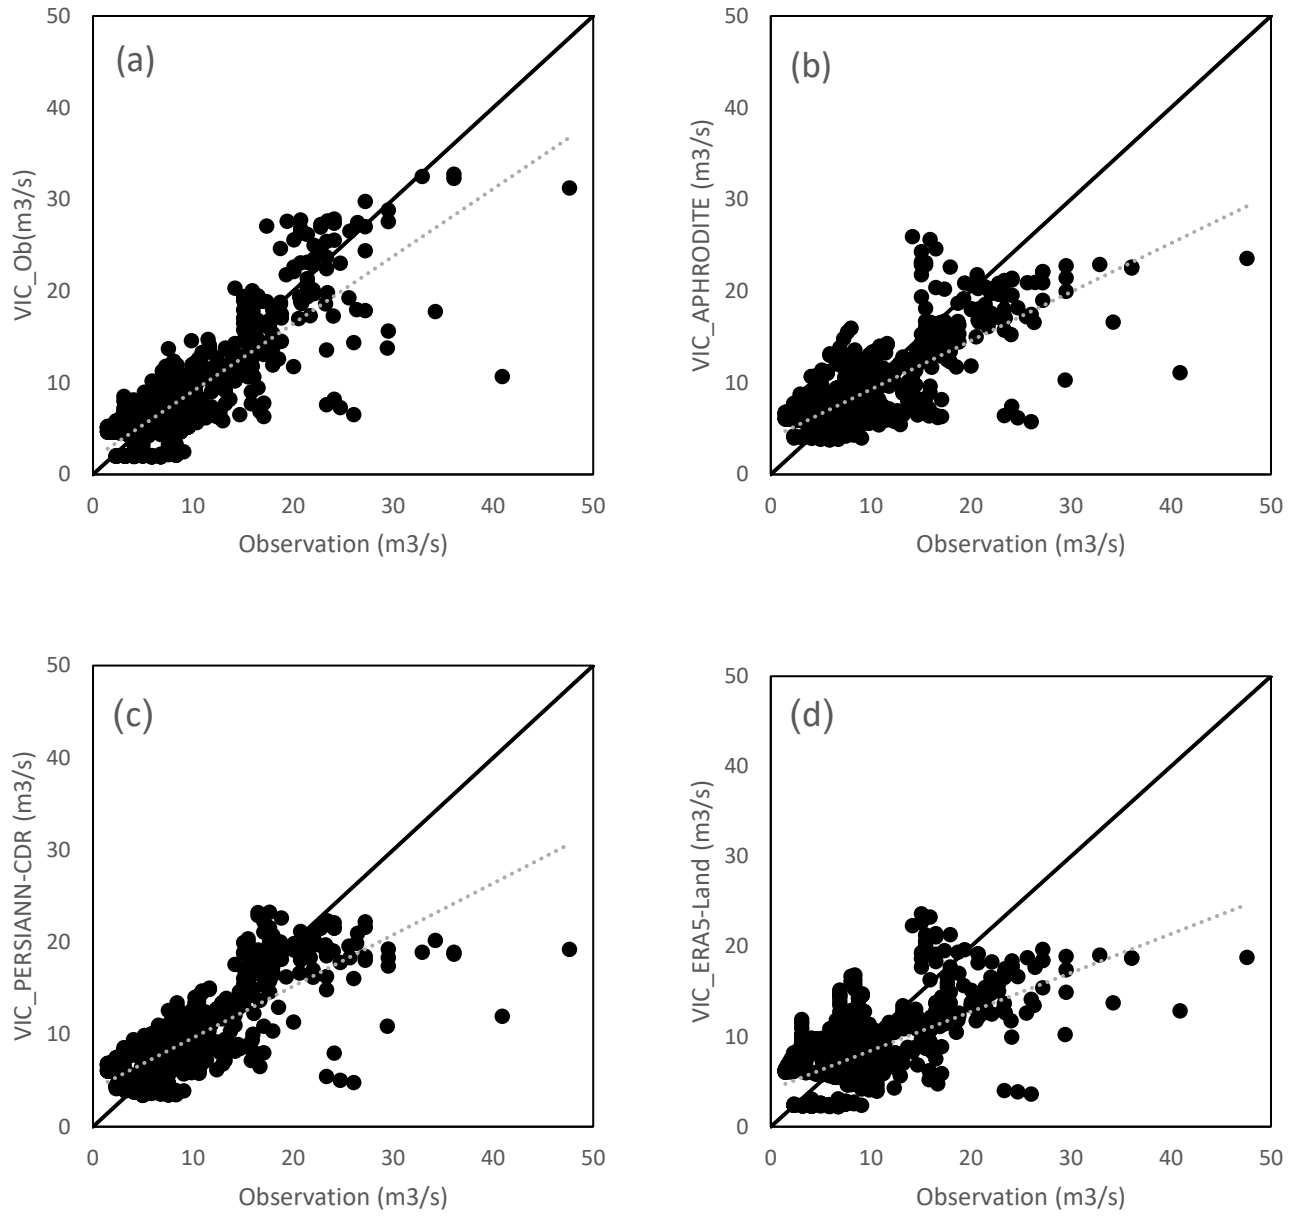 (a)
VIC_Ob(m3/s)
50
40
30
20
10
0
0 10 20 30 40 50
Observation (m3/s)
(b)
VIC_APHRODITE (m3/s)
50
40
30
20
10
0
0 10 20 30 40 50
Observation (m3/s)
(c)
VIC_PERSIANN-CDR (m3/s)
50
40
30
20
10
0
0 10 20 30 40 50
Observation (m3/s)
(d)
VIC_ERA5-Land (m3/s)
50
40
30
20
10
0
0 10 20 30 40 50
Observation (m3/s)